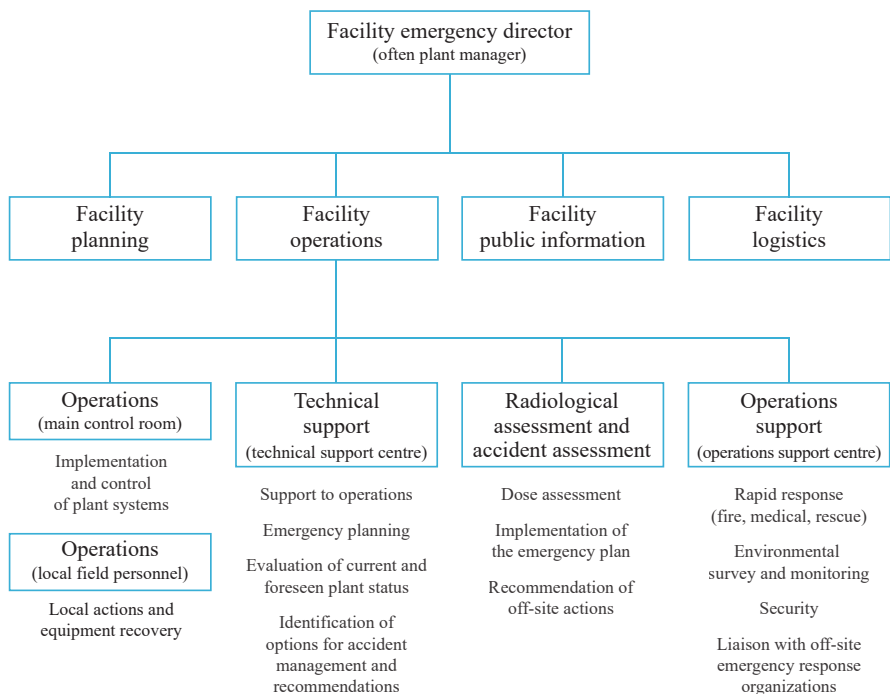 Facility emergency director
(often plant manager)
Facility
planning
Facility
operations
Facility
public information
Facility
logistics
Operations
(main control room)
Implementation
and control
of plant systems
Operations
(local field personnel)
Local actions and
equipment recovery
Technical
support
(technical support centre)
Support to operations
Emergency planning
Evaluation of current and
foreseen plant status
Identification of
options for accident
management and
recommendations
Radiological
assessment and
accident assessment
Dose assessment
Implementation of
the emergency plan
Recommendation of
off-site actions
Operations
support
(operations support centre)
Rapid response
(fire, medical, rescue)
Environmental
survey and monitoring
Security
Liaison with off-site
emergency response
organizations